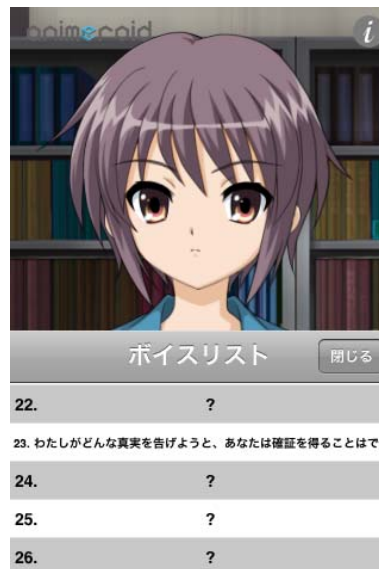 animeroid
i
ボイスリスト
閉じる
22. ?
23. わたしがどんな真実を告げようと、あなたは確証を得ることはで
24. ?
25. ?
26. ?